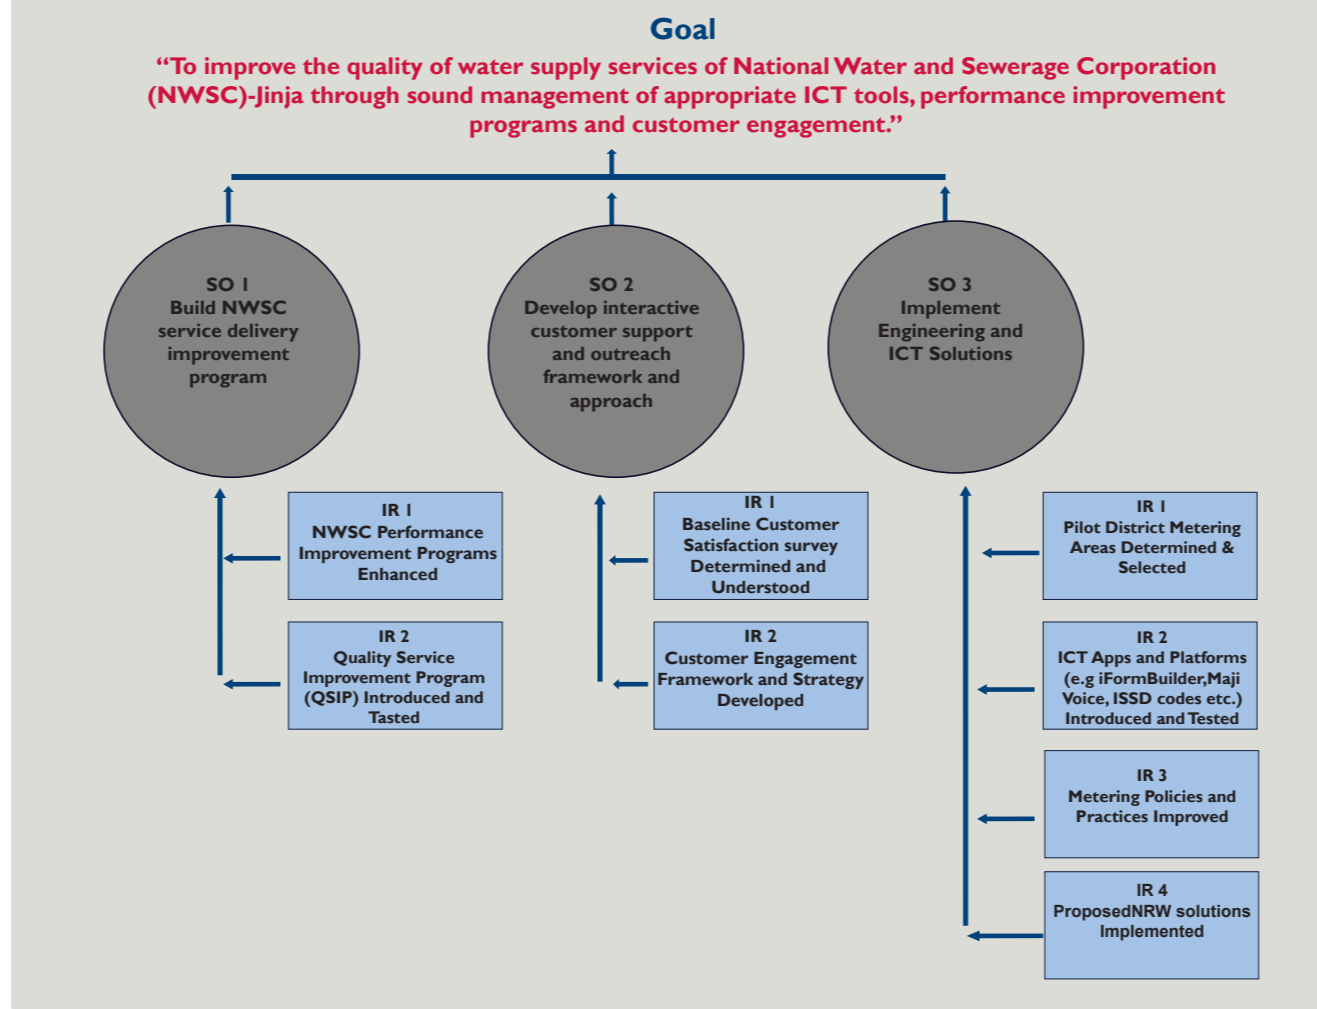 Goal
“To improve the quality of water supply services of National Water and Sewerage Corporation
(NWSC)-Jinja through sound management of appropriate ICT tools, performance improvement
programs and customer engagement.”
SO 1
Build NWSC
service delivery
improvement
program
SO 2
Develop interactive
customer support
and outreach
framework and
approach
SO 3
Implement
Engineering and
ICT Solutions
IR 1
NWSC Performance
Improvement Programs
Enhanced
IR 2
Quality Service
Improvement Program
(QSIP) Introduced and
Tasted
IR 1
Baseline Customer
Satisfaction survey
Determined and
Understood
IR 2
Customer Engagement
Framework and Strategy
Developed
IR 1
Pilot District Metering
Areas Determined &
Selected
IR 2
ICT Apps and Platforms
(e.g iFormBuilder,Maji
Voice, ISSD codes etc.)
Introduced and Tested
IR 3
Metering Policies and
Practices Improved
IR 4
ProposedNRW solutions
Implemented